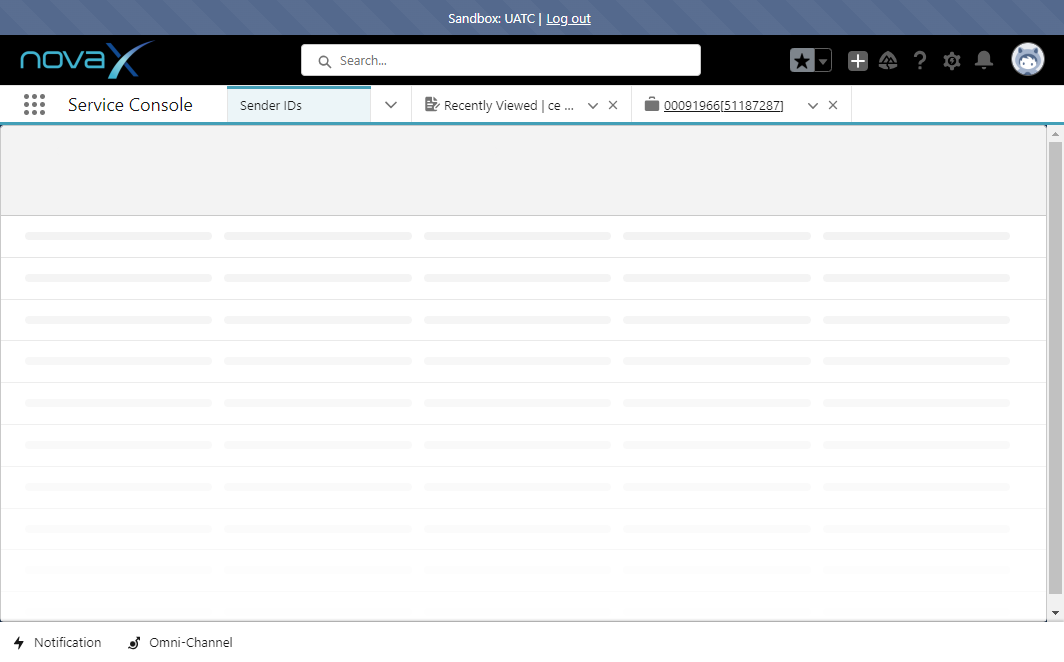 Sandbox: UATC | Log out
novaX
Search...
Service Console
Sender IDs
Recently Viewed | ce ...
00091966[51187287]
Notification
Omni-Channel